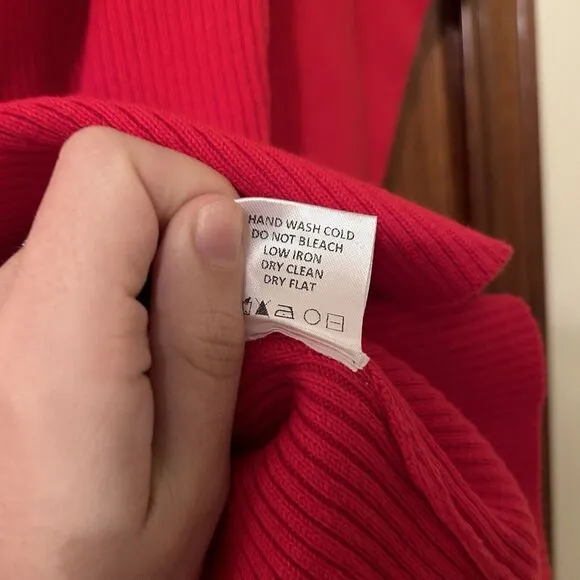 HAND WASH COLD
DO NOT BLEACH
LOW IRON
DRY CLEAN
DRY FLAT